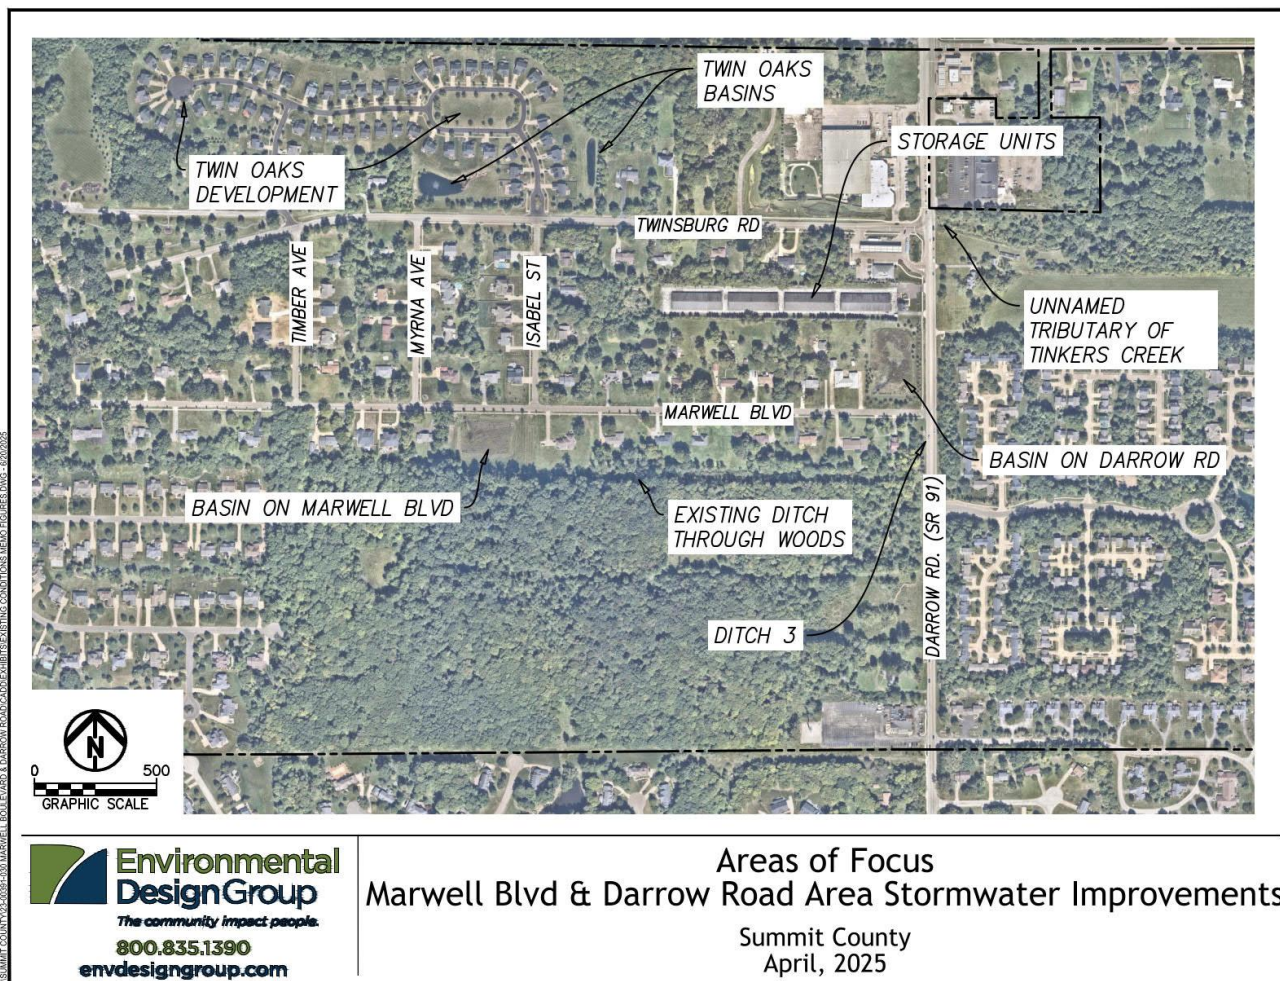 TWIN OAKS
BASINS
STORAGE UNITS
TWIN OAKS
DEVELOPMENT
TWINSBURG RD
TIMBER AVE
MYRNA AVE
ISABEL ST
UNNAMED
TRIBUTARY OF
TINKERS CREEK
MARWELL BLVD
BASIN ON DARROW RD
BASIN ON MARWELL BLVD
EXISTING DITCH
THROUGH WOODS
DARROW RD. (SR 91)
DITCH 3
N
0 500
GRAPHIC SCALE
Environmental
Design Group
The community impact people.
800.835.1390
envdesigngroup.com
Areas of Focus
Marwell Blvd & Darrow Road Area Stormwater Improvements
Summit County
April, 2025